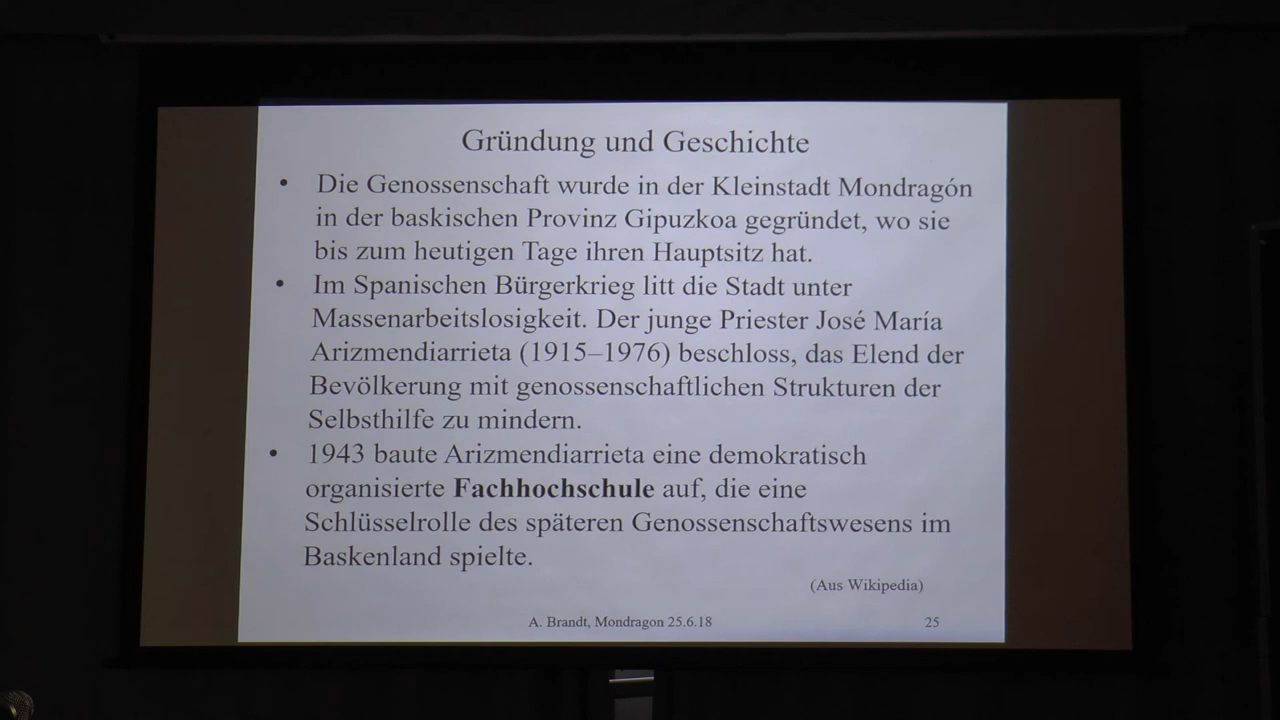 Gründung und Geschichte
• Die Genossenschaft wurde in der Kleinstadt Mondragón
in der baskischen Provinz Gipuzkoa gegründet, wo sie
bis zum heutigen Tage ihren Hauptsitz hat.
• Im Spanischen Bürgerkrieg litt die Stadt unter
Massenarbeitslosigkeit. Der junge Priester José María
Arizmendiarrieta (1915–1976) beschloss, das Elend der
Bevölkerung mit genossenschaftlichen Strukturen der
Selbsthilfe zu mindern.
• 1943 baute Arizmendiarrieta eine demokratisch
organisierte Fachhochschule auf, die eine
Schlüsselrolle des späteren Genossenschaftswesens im
Baskenland spielte.
(Aus Wikipedia)
A. Brandt, Mondragon 25.6.18 25